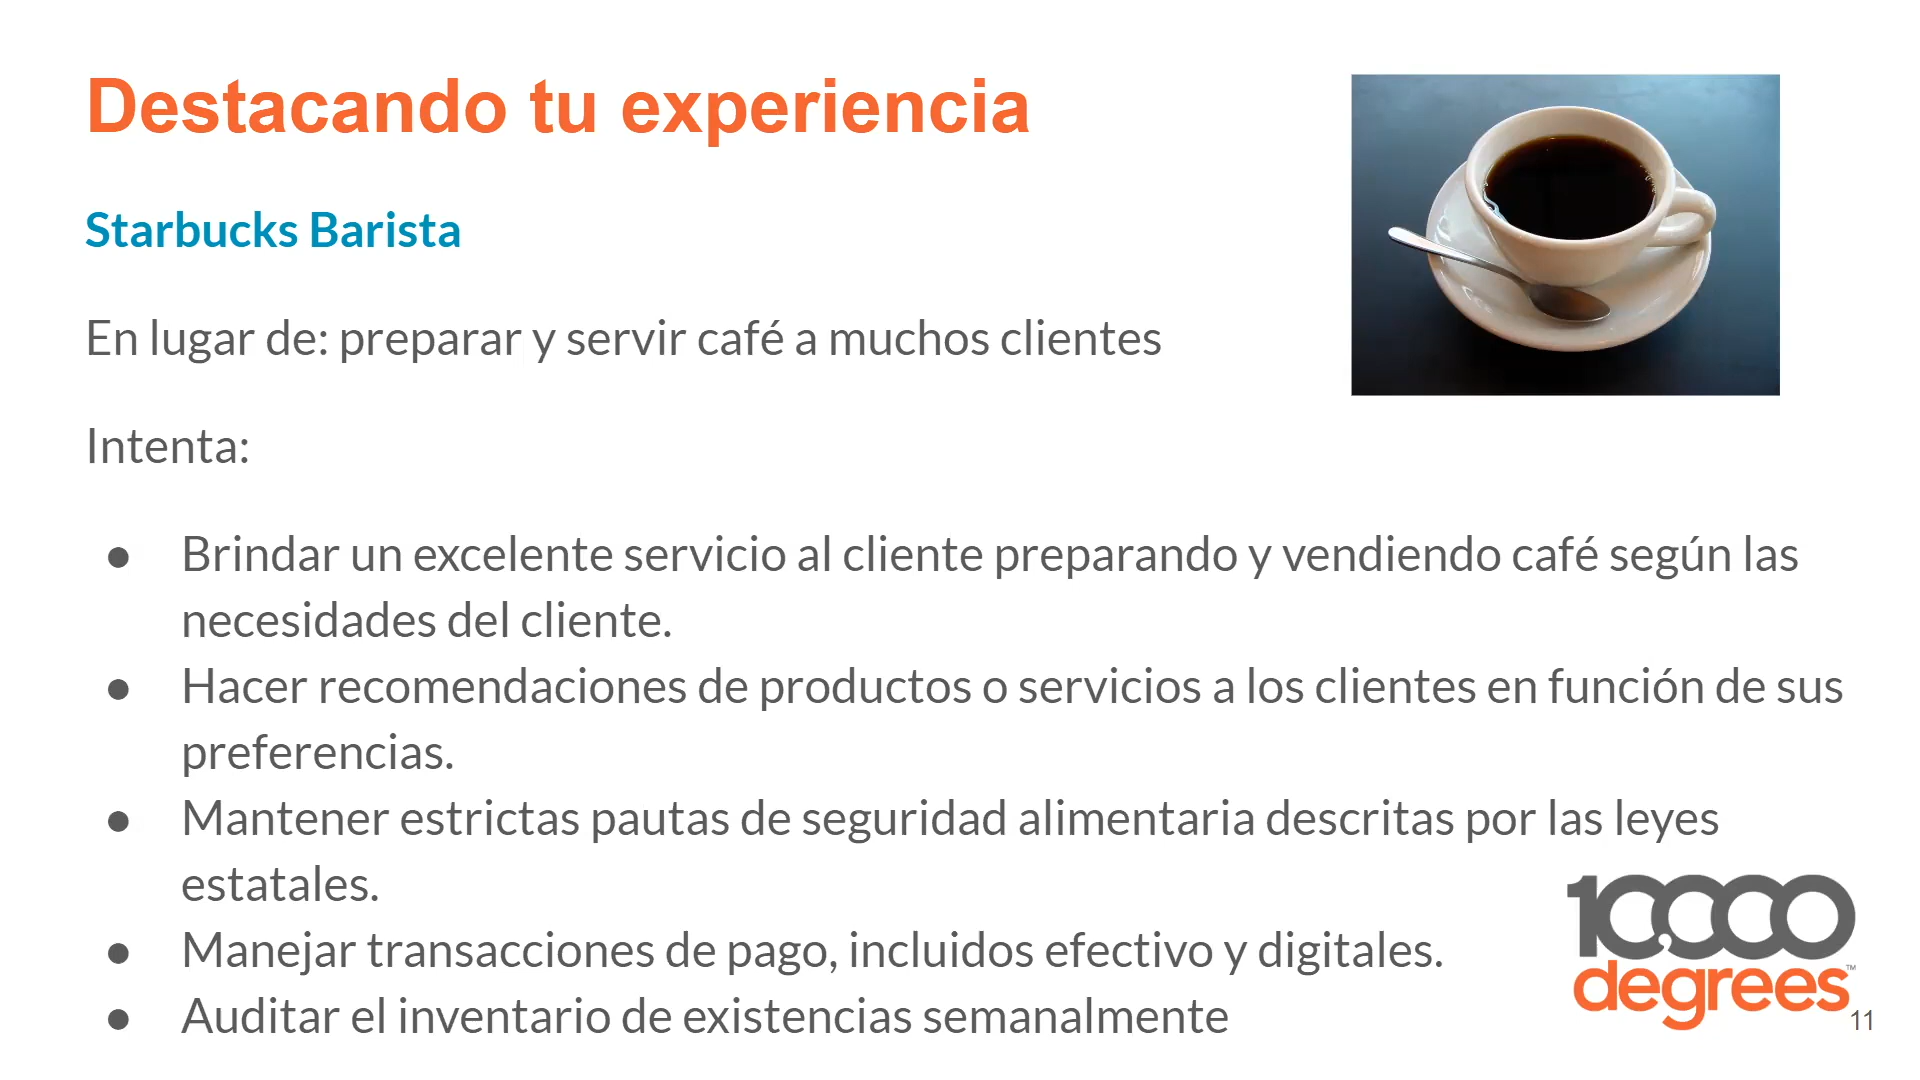 Destacando tu experiencia
Starbucks Barista
En lugar de: preparar y servir café a muchos clientes
Intenta:
● Brindar un excelente servicio al cliente preparando y vendiendo café según las
necesidades del cliente.
● Hacer recomendaciones de productos o servicios a los clientes en función de sus
preferencias.
● Mantener estrictas pautas de seguridad alimentaria descritas por las leyes
estatales.
● Manejar transacciones de pago, incluidos efectivo y digitales.
● Auditar el inventario de existencias semanalmente
10,000
degrees™
11